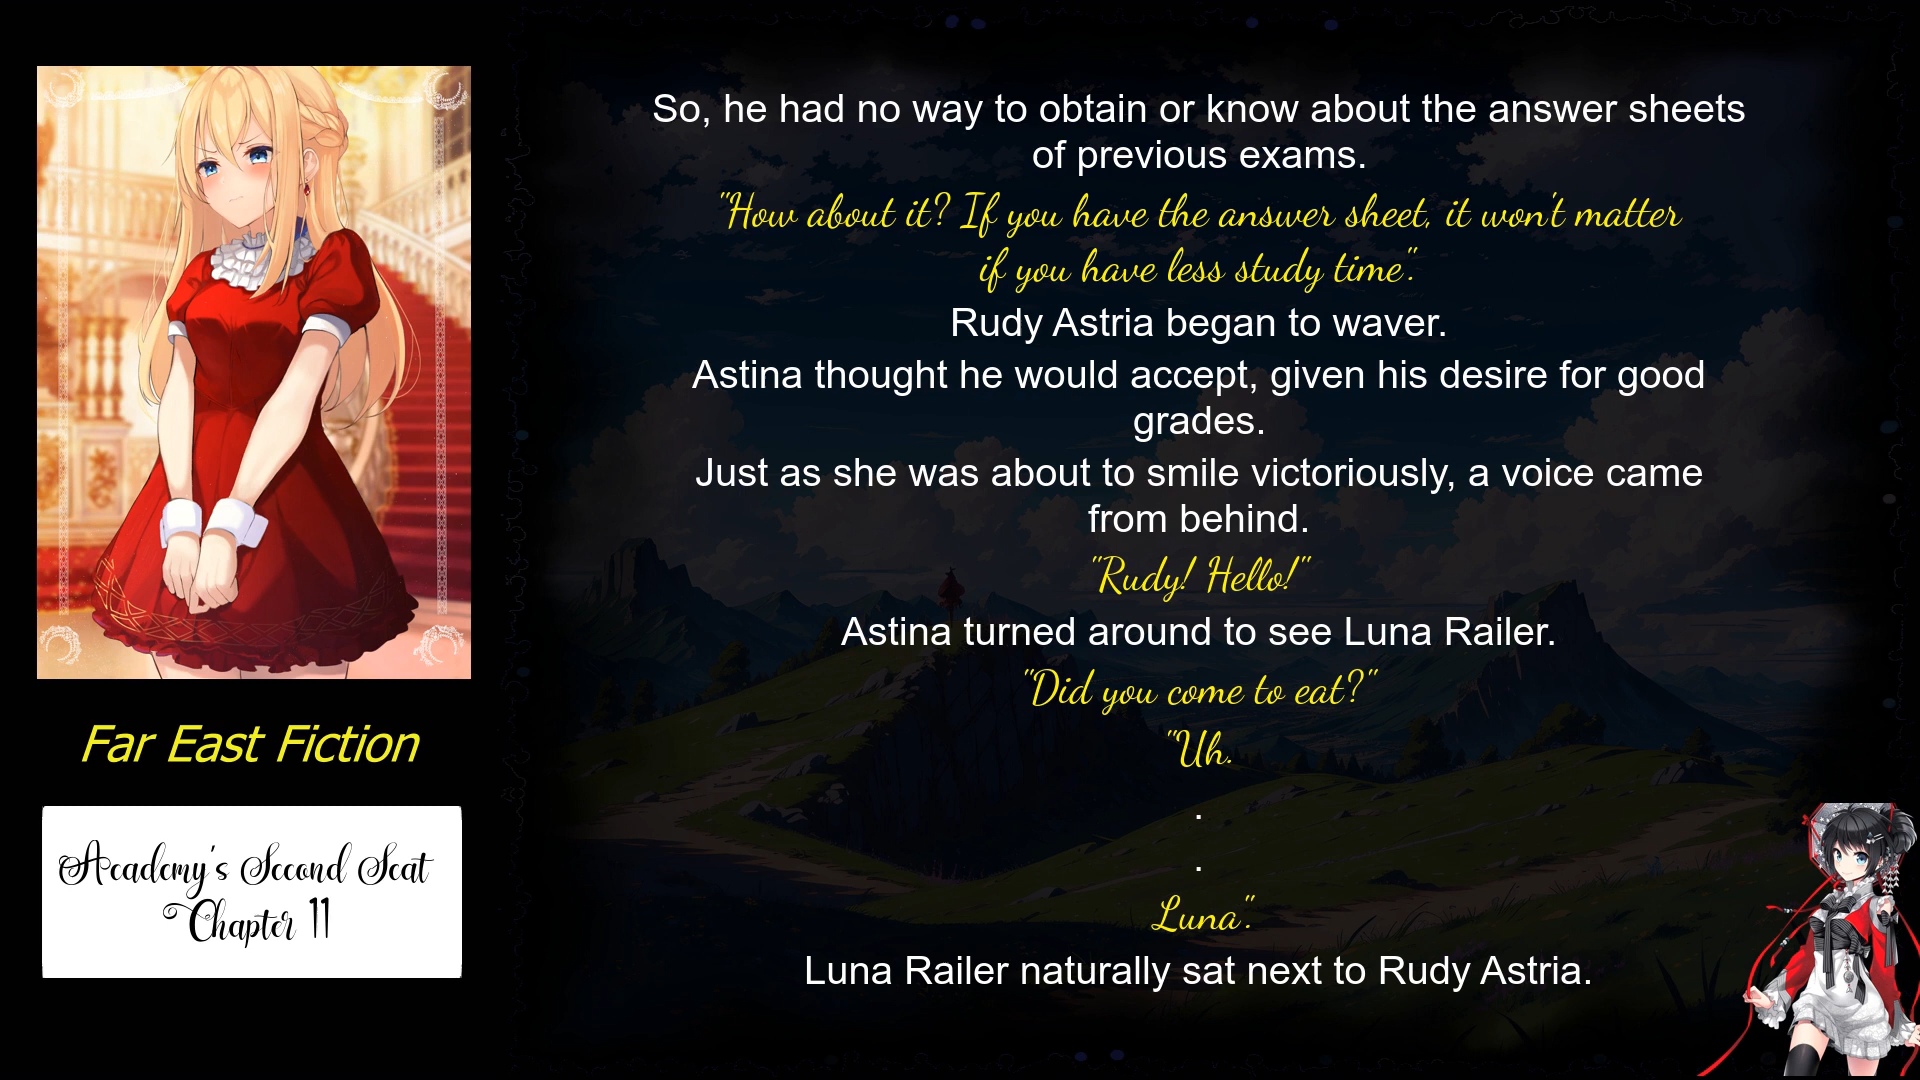 So, he had no way to obtain or know about the answer sheets
of previous exams.
"How about it? If you have the answer sheet, it won't matter
if you have less study time".
Rudy Astria began to waver.
Astina thought he would accept, given his desire for good
grades.
Just as she was about to smile victoriously, a voice came
from behind.
"Rudy! Hello!"
Astina turned around to see Luna Railer.
"Did you come to eat?"
"Uh.
.
.
Luna".
Luna Railer naturally sat next to Rudy Astria.
Far East Fiction
Academy's Second Seat
Chapter 11